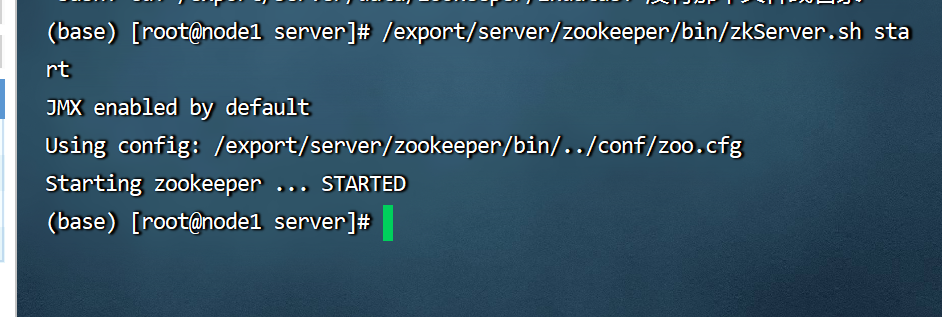 (base) [root@node1 server]# /export/server/zookeeper/bin/zkServer.sh sta
rt
JMX enabled by default
Using config: /export/server/zookeeper/bin/../conf/zoo.cfg
Starting zookeeper ... STARTED
(base) [root@node1 server]#